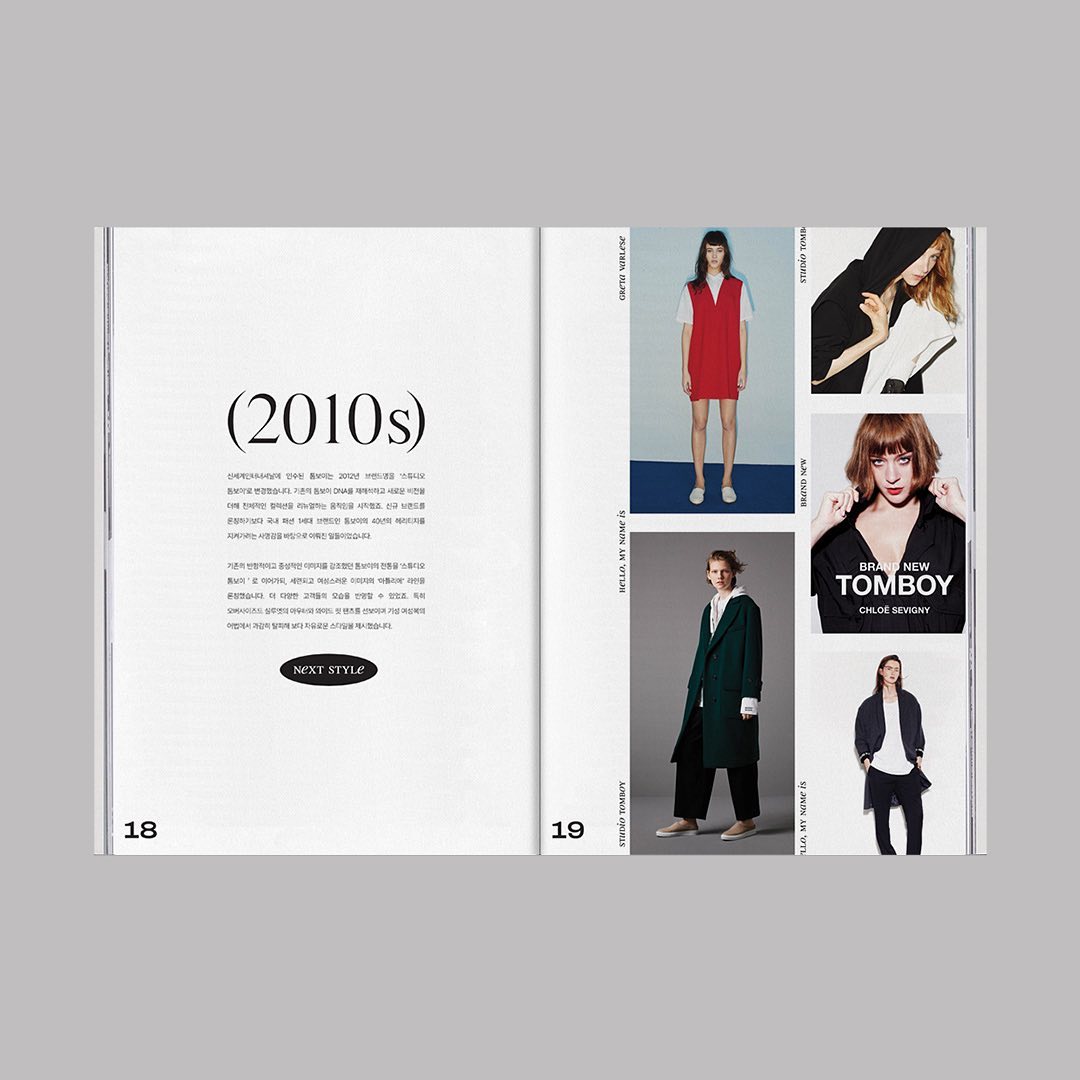 (2010s)
신세계인터내셔날에 인수된 톰보이는 2012년 브랜드명을 ‘스튜디오
톰보이’로 변경했습니다. 기존의 톰보이 DNA를 재해석하고 새로운 비전을
더해 전체적인 컬렉션을 리뉴얼하는 움직임을 시작했죠. 신규 브랜드를
론칭하기보다 국내 패션 1세대 브랜드인 톰보이의 40년의 헤리티지를
지켜가려는 사명감을 바탕으로 이뤄진 일들이었습니다.
기존의 반항적이고 중성적인 이미지를 강조했던 톰보이의 전통을 ‘스튜디오
톰보이 ’ 로 이어가되, 세련되고 여성스러운 이미지의 ‘아틀리에’ 라인을
론칭했습니다. 더 다양한 고객들의 모습을 반영할 수 있었죠. 특히
오버사이즈드 실루엣의 아우터와 와이드 핏 팬츠를 선보이며 기성 여성복의
어법에서 과감히 탈피해 보다 자유로운 스타일을 제시했습니다.
NeXT STYLe
18
GReta VaRLeSe
HeLLO, MY NaMe iS
StUDiO TOMBOY
19
StUDiO TOMB
BRaND NeW
LLO, MY NaMe iS
BRAND NEW
TOMBOY
CHLOË SEVIGNY